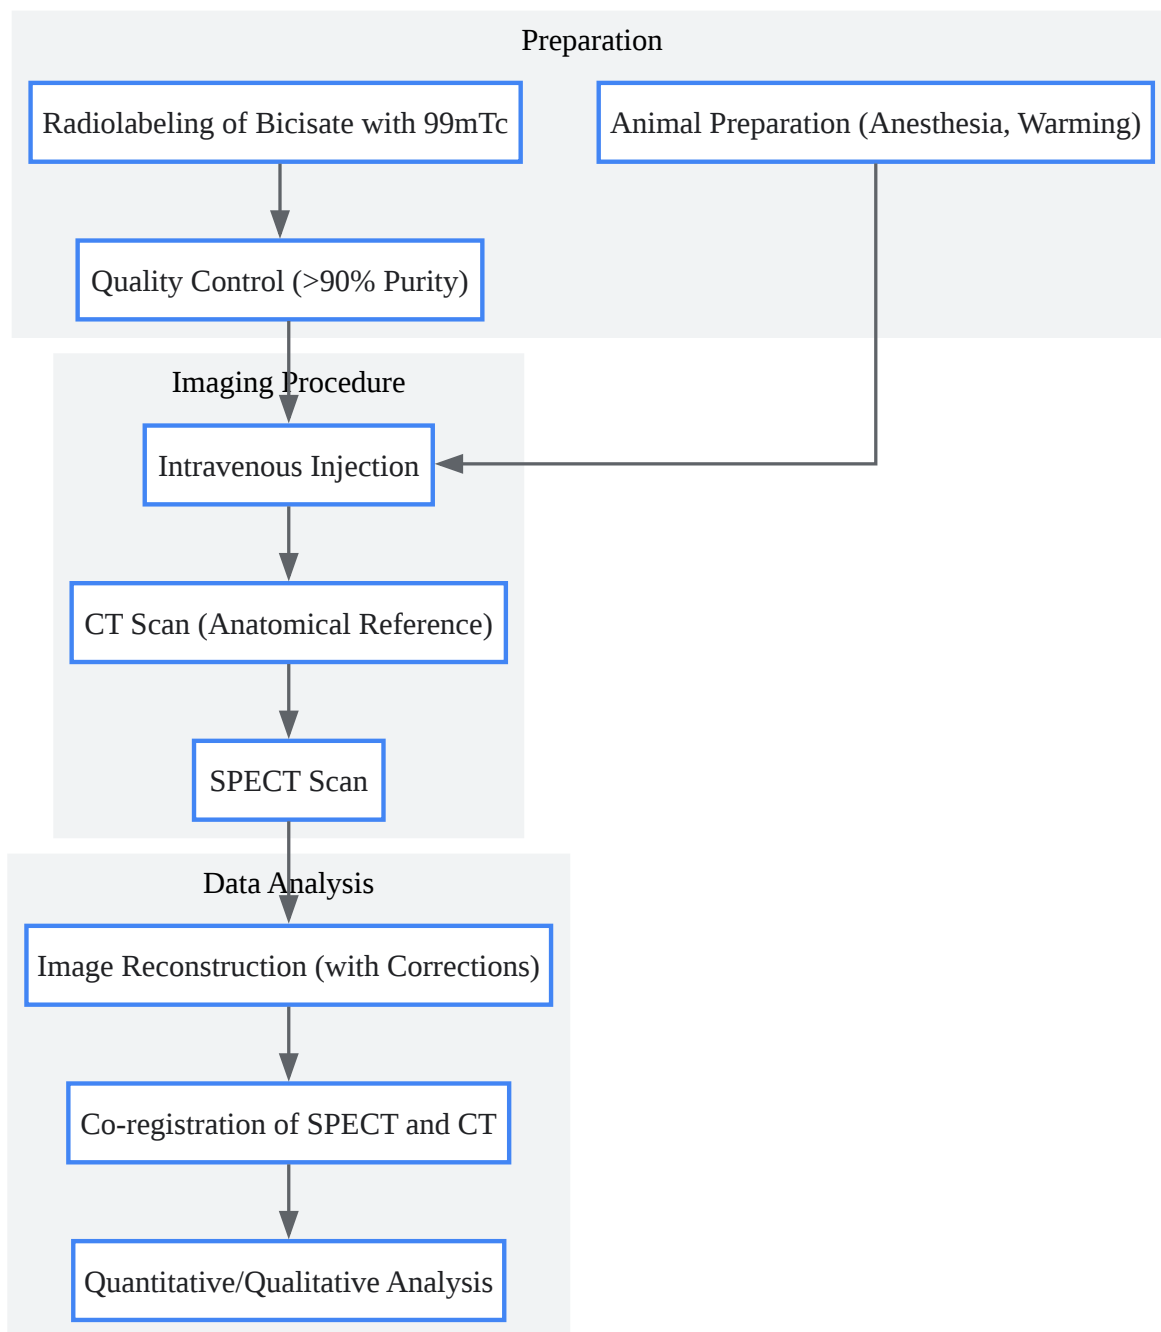 Preparation
Radiolabeling of Bicisate with 99mTc
Animal Preparation (Anesthesia, Warming)
Quality Control (>90% Purity)
Imaging Procedure
Intravenous Injection
CT Scan (Anatomical Reference)
SPECT Scan
Data Analysis
Image Reconstruction (with Corrections)
Co-registration of SPECT and CT
Quantitative/Qualitative Analysis